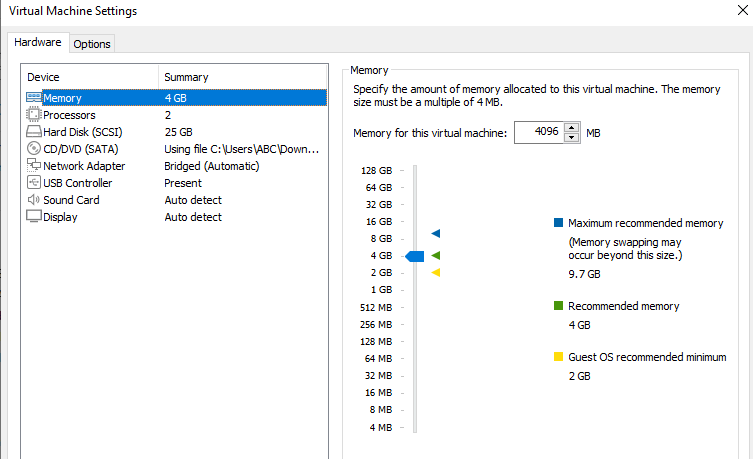 Virtual Machine Settings
Hardware
Options
Device Summary
Memory 4 GB
Processors 2
Hard Disk (SCSI) 25 GB
CD/DVD (SATA) Using file C:\Users\ABC\Down...
Network Adapter Bridged (Automatic)
USB Controller Present
Sound Card Auto detect
Display Auto detect
Memory
Specify the amount of memory allocated to this virtual machine. The memory
size must be a multiple of 4 MB.
Memory for this virtual machine: 4096 MB
128 GB
64 GB
32 GB
16 GB
8 GB
4 GB
2 GB
1 GB
512 MB
256 MB
128 MB
64 MB
32 MB
16 MB
8 MB
4 MB
Maximum recommended memory
(Memory swapping may
occur beyond this size.)
9.7 GB
Recommended memory
4 GB
Guest OS recommended minimum
2 GB